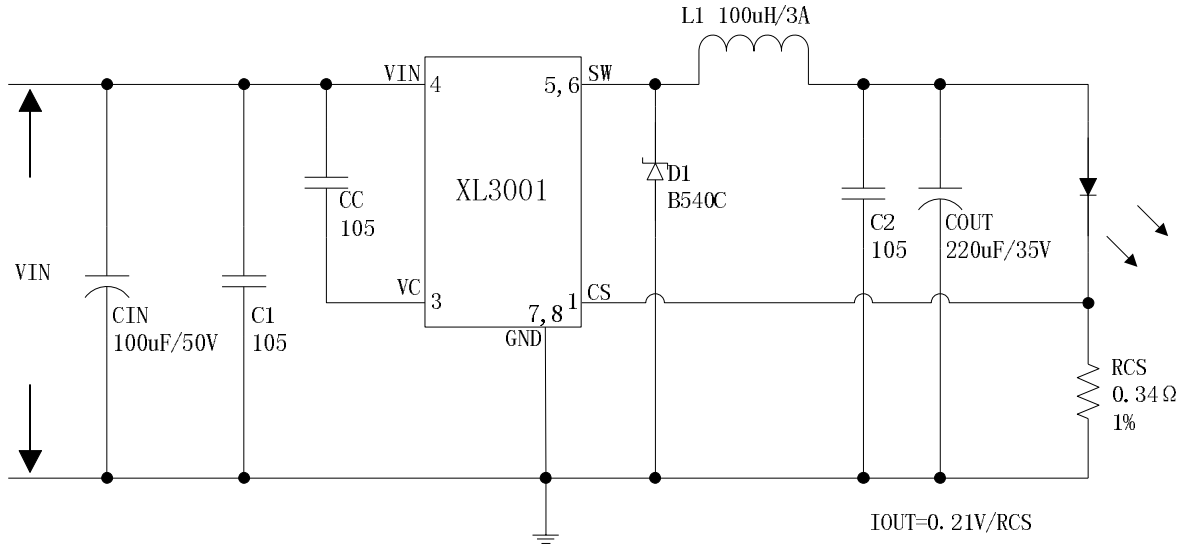 L1 100uH/3A
VIN
4
5,6
SW
XL3001
D1
B540C
CC
105
C2
105
COUT
220uF/35V
VIN
VC
3
1
CS
7,8
GND
CIN
100uF/50V
C1
105
RCS
0.34Ω
1%
IOUT=0.21V/RCS